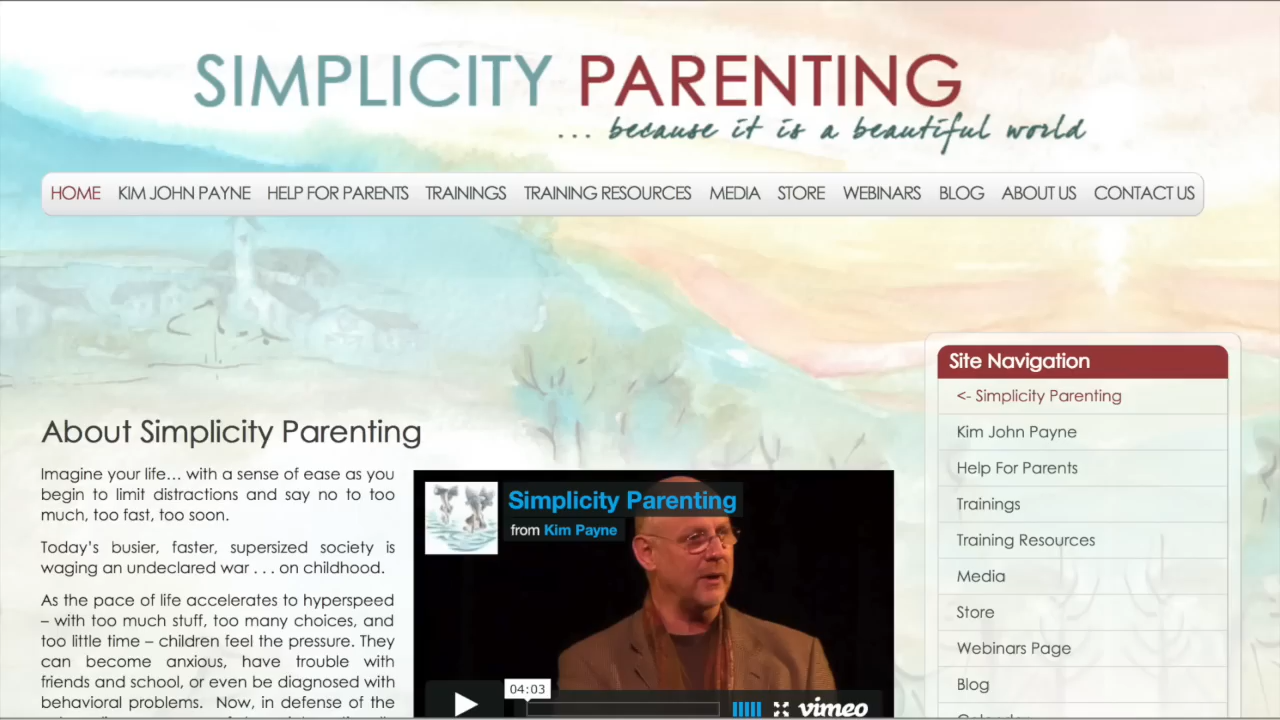 SIMPLICITY PARENTING
... because it is a beautiful world
HOME KIM JOHN PAYNE HELP FOR PARENTS TRAININGS TRAINING RESOURCES MEDIA STORE WEBINARS BLOG ABOUT US CONTACT US
About Simplicity Parenting
Imagine your life… with a sense of ease as you
begin to limit distractions and say no to too
much, too fast, too soon.
Today’s busier, faster, supersized society is
waging an undeclared war . . . on childhood.
As the pace of life accelerates to hyperspeed
– with too much stuff, too many choices, and
too little time – children feel the pressure. They
can become anxious, have trouble with
friends and school, or even be diagnosed with
behavioral problems. Now, in defense of the
Simplicity Parenting
from Kim Payne
04:03
vimeo
Site Navigation
<- Simplicity Parenting
Kim John Payne
Help For Parents
Trainings
Training Resources
Media
Store
Webinars Page
Blog